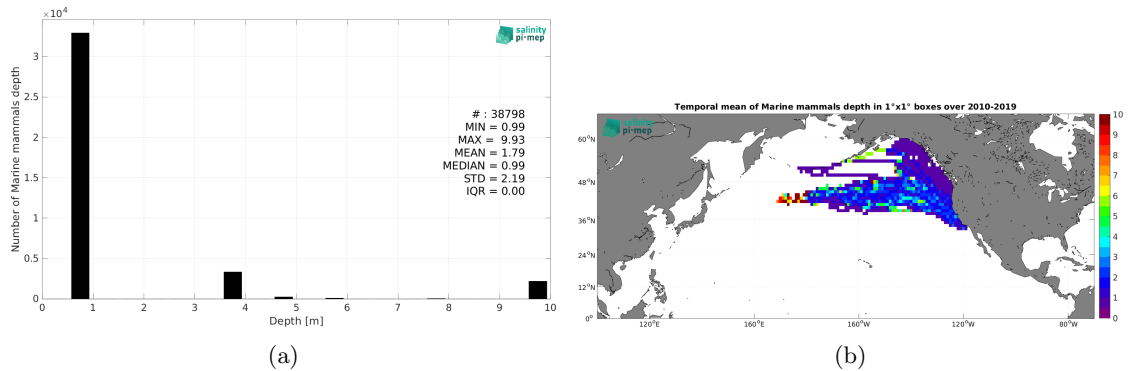 ×10⁴
3
2.5
2
1.5
1
0.5
0
Number of Marine mammals depth
salinity
pi-mep
# : 38798
MIN = 0.99
MAX = 9.93
MEAN = 1.79
MEDIAN = 0.99
STD = 2.19
IQR = 0.00
0 1 2 3 4 5 6 7 8 9 10
Depth [m]
(a)
Temporal mean of Marine mammals depth in 1°x1° boxes over 2010-2019
salinity
pi-mep
60°N
48°N
36°N
24°N
12°N
0°
120°E 160°E 160°W 120°W 80°W
10
9
8
7
6
5
4
3
2
1
0
(b)